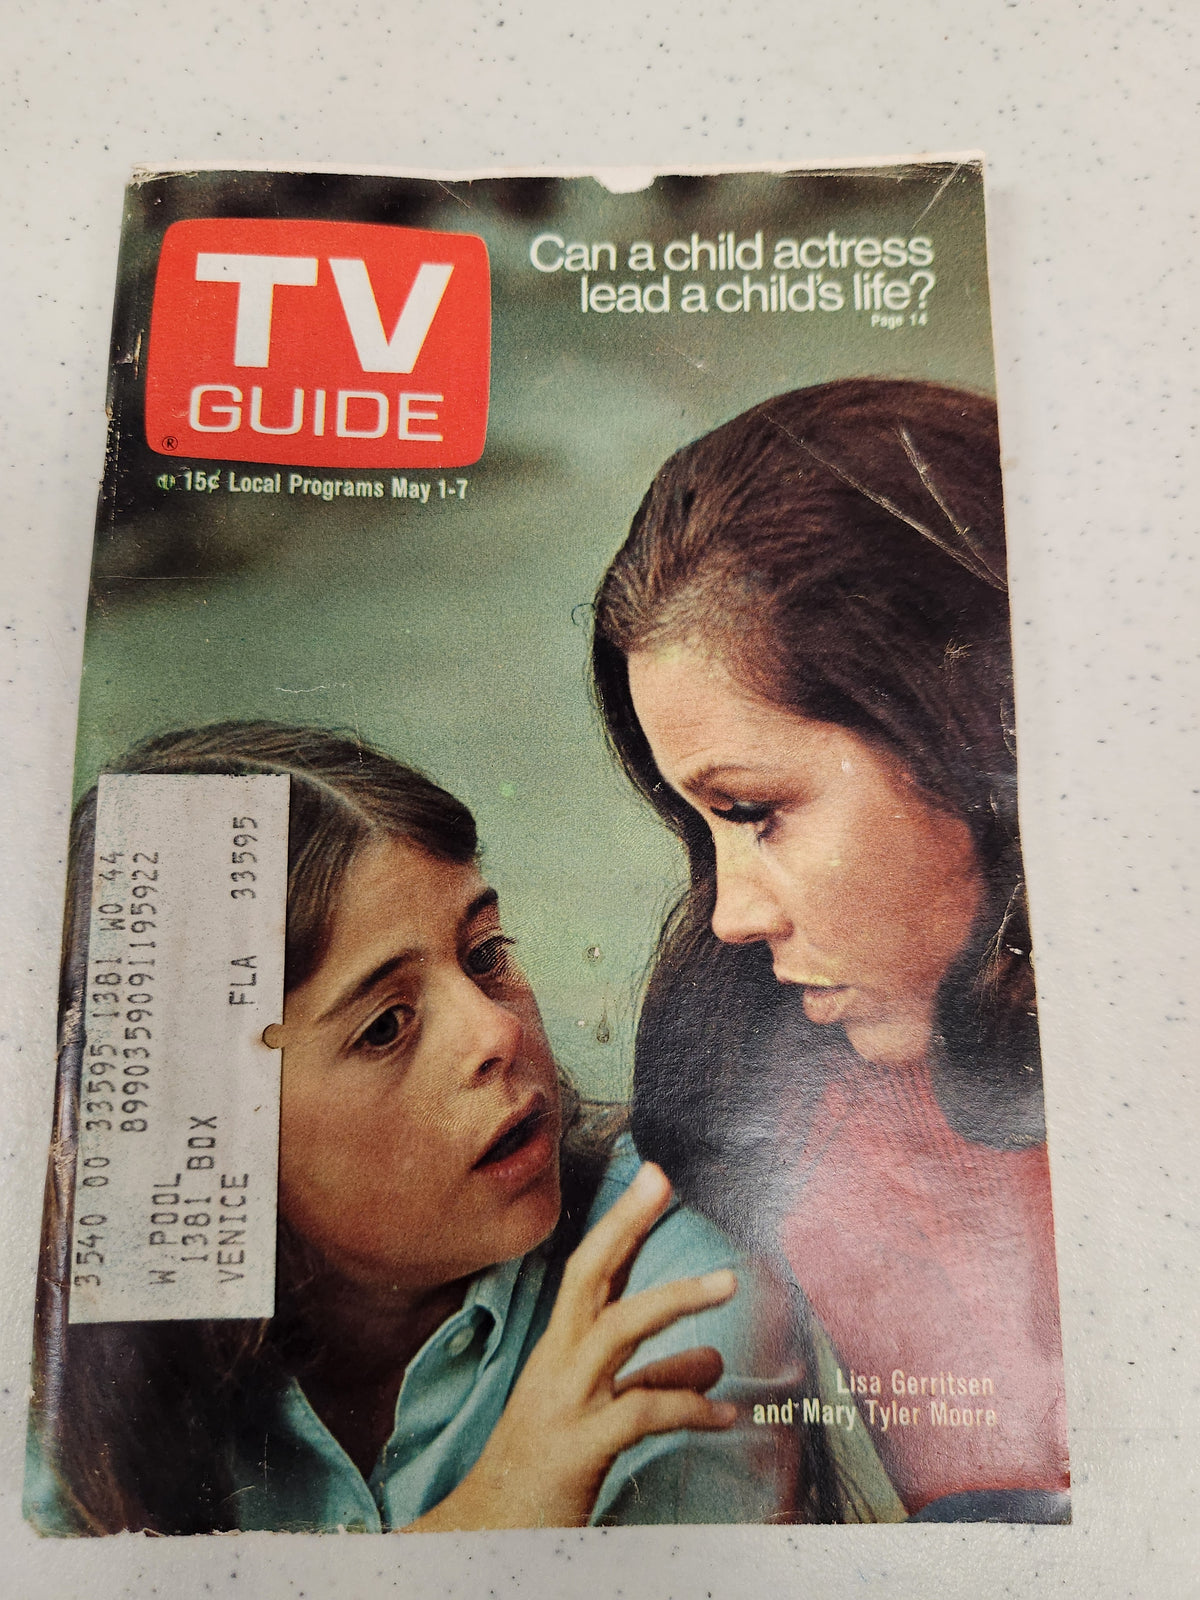 TV
GUIDE
®
15¢ Local Programs May 1-7
Can a child actress
lead a child's life?
Page 14
3540 00 33595 1381 WO 44
8990359091195922
W POOL
1381 BOX
VENICE FLA 33595
Lisa Gerritsen
and Mary Tyler Moore